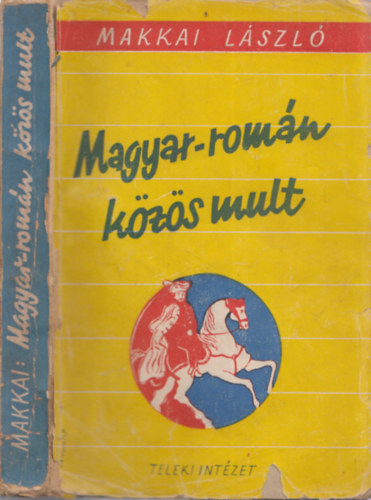 MAKKAI LÁSZLÓ
Magyar-román
közös mult
TELEKI INTÉZET
MAKKAI: Magyar-román közös mult